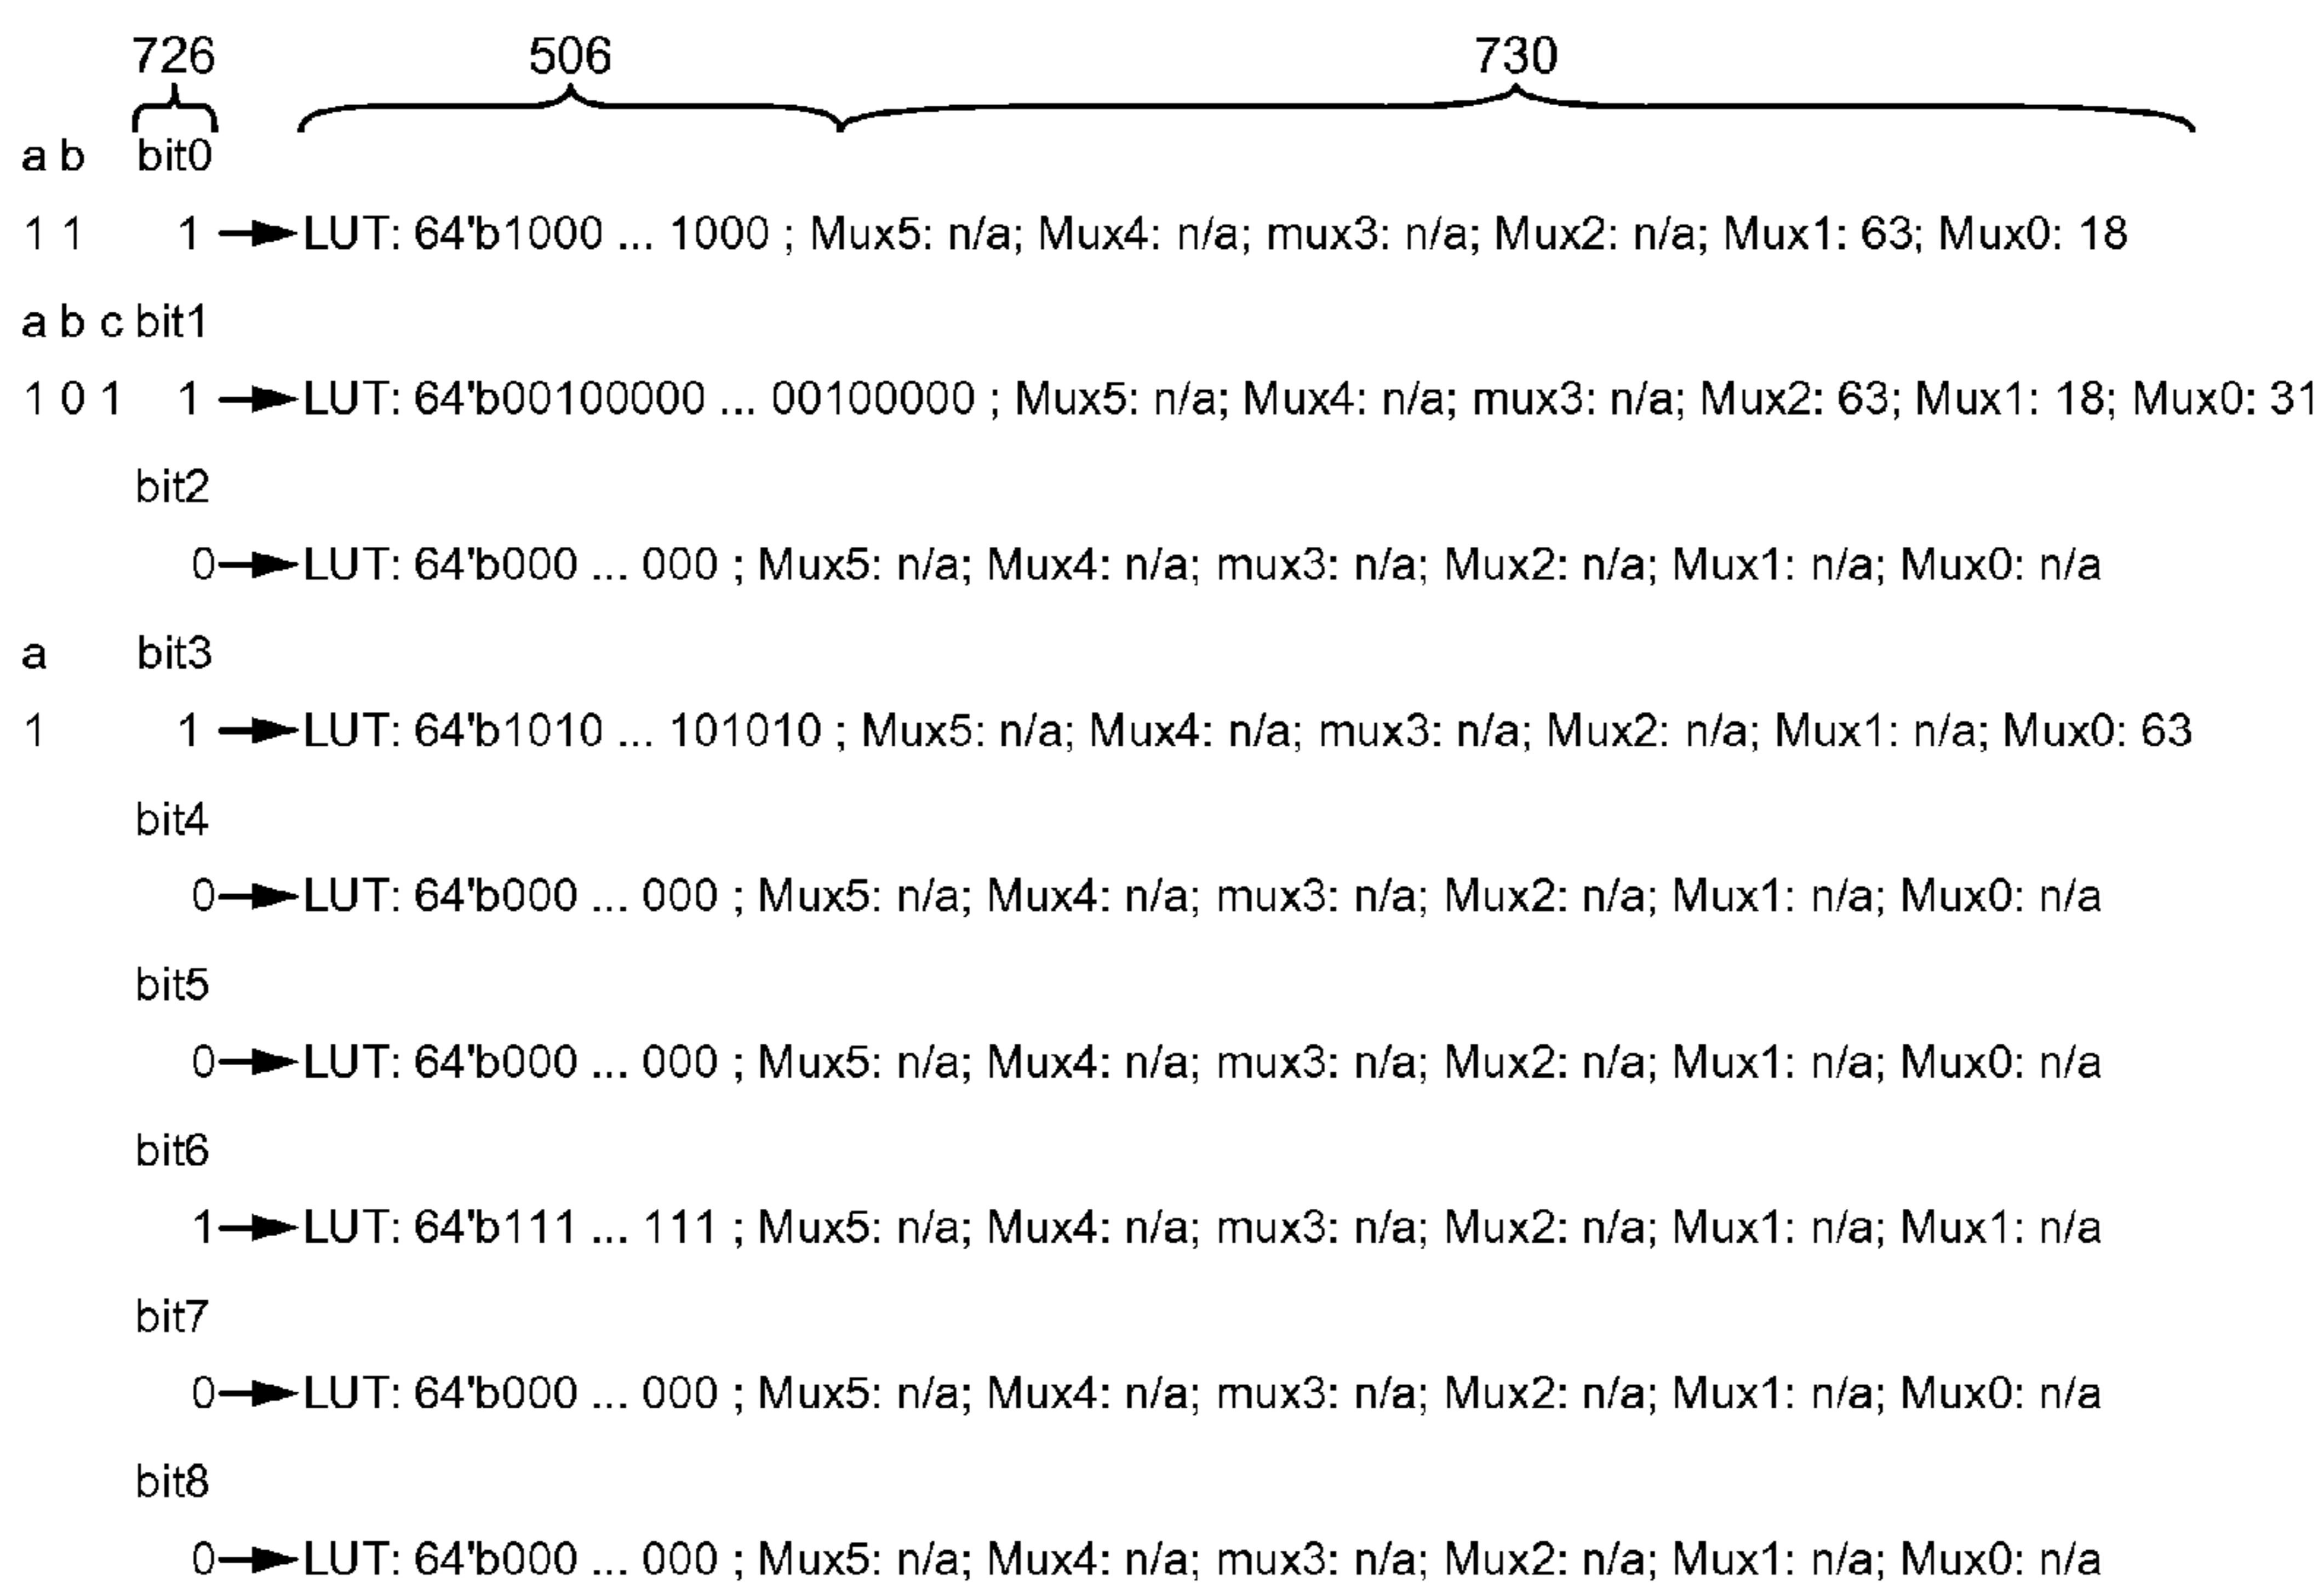 726 506 730
a b bit0
1 1 1 LUT: 64'b1000 ... 1000 ; Mux5: n/a; Mux4: n/a; mux3: n/a; Mux2: n/a; Mux1: 63; Mux0: 18
a b c bit1
1 0 1 1 LUT: 64'b00100000 ... 00100000 ; Mux5: n/a; Mux4: n/a; mux3: n/a; Mux2: 63; Mux1: 18; Mux0: 31
bit2
0 LUT: 64'b000 ... 000 ; Mux5: n/a; Mux4: n/a; mux3: n/a; Mux2: n/a; Mux1: n/a; Mux0: n/a
a bit3
1 1 LUT: 64'b1010 ... 101010 ; Mux5: n/a; Mux4: n/a; mux3: n/a; Mux2: n/a; Mux1: n/a; Mux0: 63
bit4
0 LUT: 64'b000 ... 000 ; Mux5: n/a; Mux4: n/a; mux3: n/a; Mux2: n/a; Mux1: n/a; Mux0: n/a
bit5
0 LUT: 64'b000 ... 000 ; Mux5: n/a; Mux4: n/a; mux3: n/a; Mux2: n/a; Mux1: n/a; Mux0: n/a
bit6
1 LUT: 64'b111 ... 111 ; Mux5: n/a; Mux4: n/a; mux3: n/a; Mux2: n/a; Mux1: n/a; Mux1: n/a
bit7
0 LUT: 64'b000 ... 000 ; Mux5: n/a; Mux4: n/a; mux3: n/a; Mux2: n/a; Mux1: n/a; Mux0: n/a
bit8
0 LUT: 64'b000 ... 000 ; Mux5: n/a; Mux4: n/a; mux3: n/a; Mux2: n/a; Mux1: n/a; Mux0: n/a